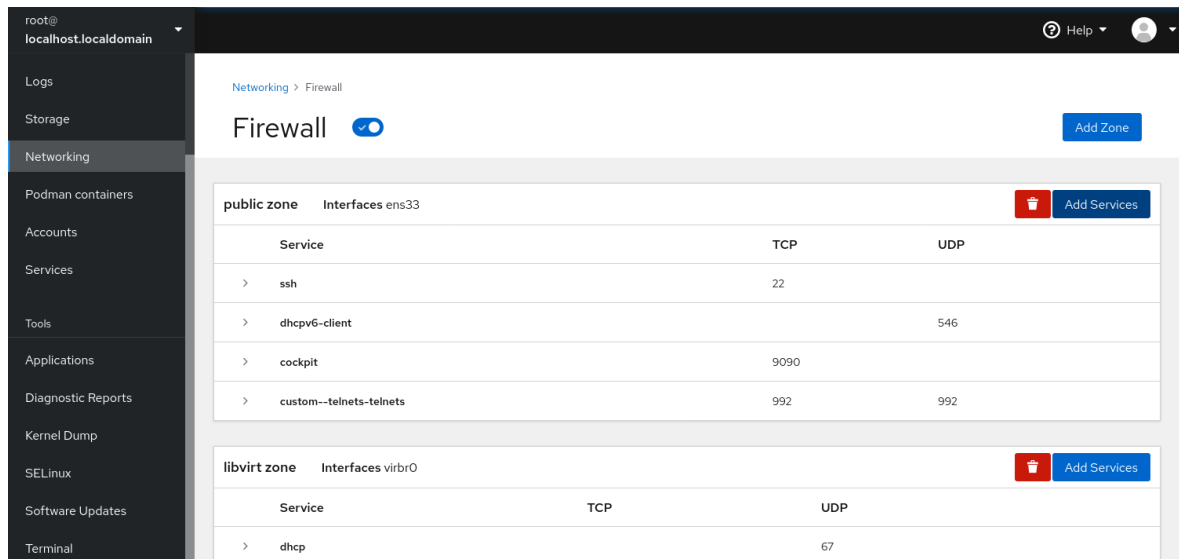 root@
localhost.localdomain
Help
Logs
Storage
Networking
Podman containers
Accounts
Services
Tools
Applications
Diagnostic Reports
Kernel Dump
SELinux
Software Updates
Terminal
Networking > Firewall
Firewall
Add Zone
public zone Interfaces ens33
Add Services
Service TCP UDP
ssh 22
dhcpv6-client 546
cockpit 9090
custom--telnets-telnets 992 992
libvirt zone Interfaces virbr0
Add Services
Service TCP UDP
dhcp 67